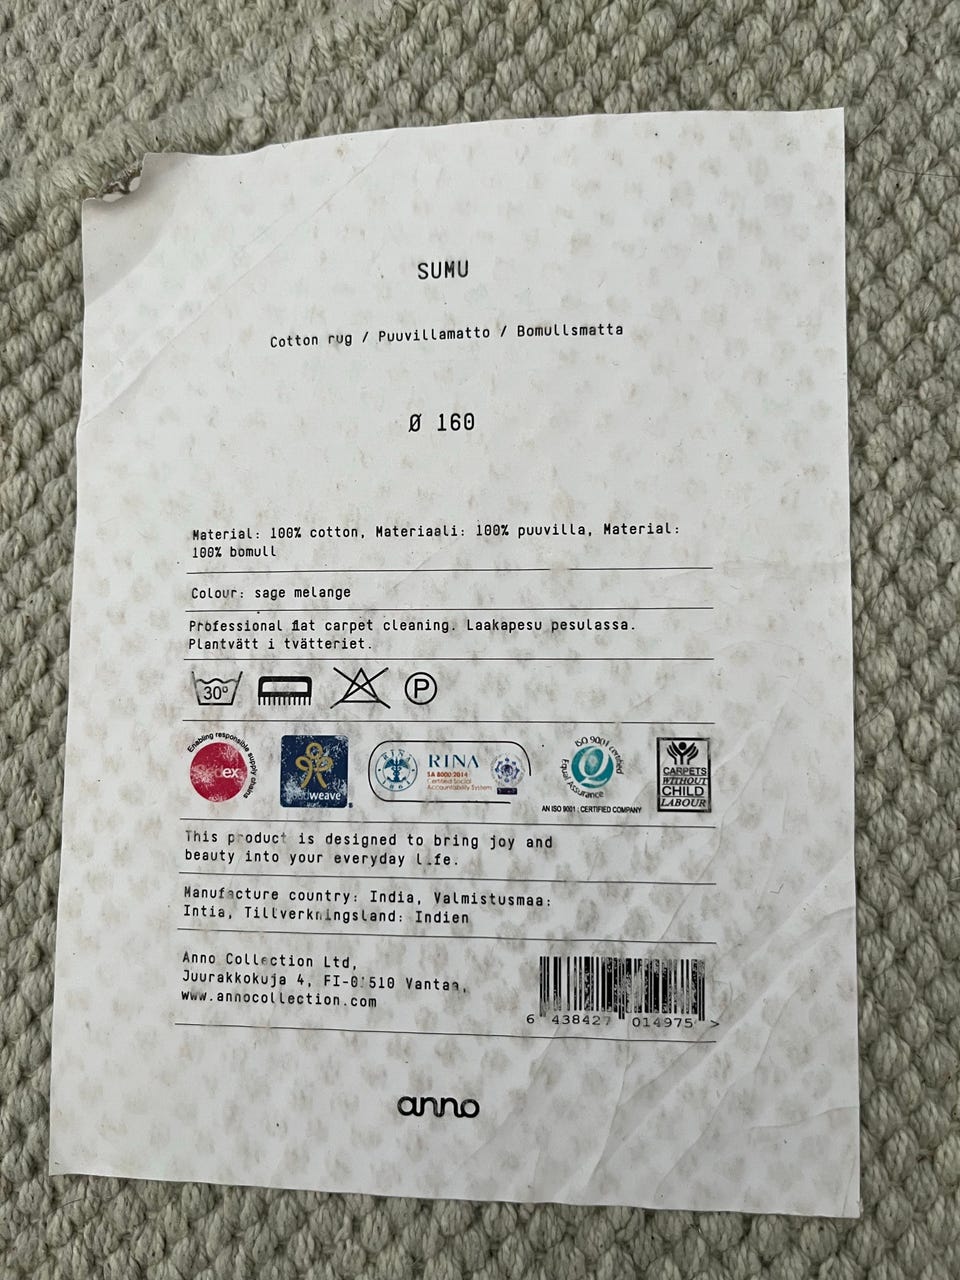 SUMU
Cotton rug / Puuvillamatto / Bomullsmatta
Ø 160
Material: 100% cotton, Materiaali: 100% puuvilla, Material:
100% bomull
Colour: sage melange
Professional flat carpet cleaning. Laakapesu pesulassa.
Plantvätt i tvätteriet.
30º
P
Enabling responsible supply chains
Sedex
goodweave
RINA
RINA
SA 8000:2014
Certified Social
Accountability System
ISO 9001 Certified
Equal Assurance
AN ISO 9001 : CERTIFIED COMPANY
CARPETS
WITHOUT
CHILD
LABOUR
This product is designed to bring joy and
beauty into your everyday life.
Manufacture country: India, Valmistusmaa:
Intia, Tillverkningsland: Indien
Anno Collection Ltd,
Juurakkokuja 4, Vantaa,
www.annocollection.com
6 438427 014975 >
anno